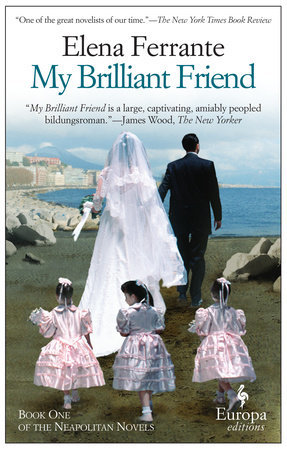 “One of the great novelists of our time.”—The New York Times Book Review
Elena Ferrante
My Brilliant Friend
“My Brilliant Friend is a large, captivating, amiably peopled
bildungsroman.”—James Wood, The New Yorker
Book One
of the Neapolitan Novels
Europa
editions